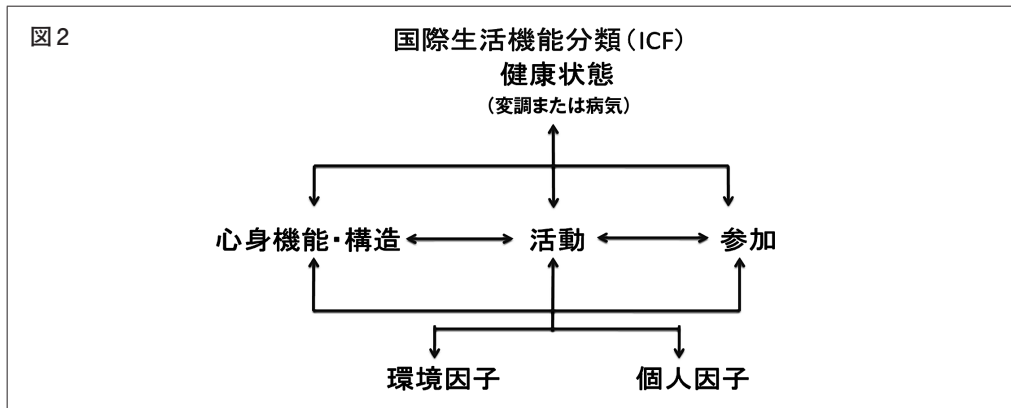 図2
国際生活機能分類（ICF）
健康状態
（変調または病気）
心身機能・構造
活動
参加
環境因子
個人因子